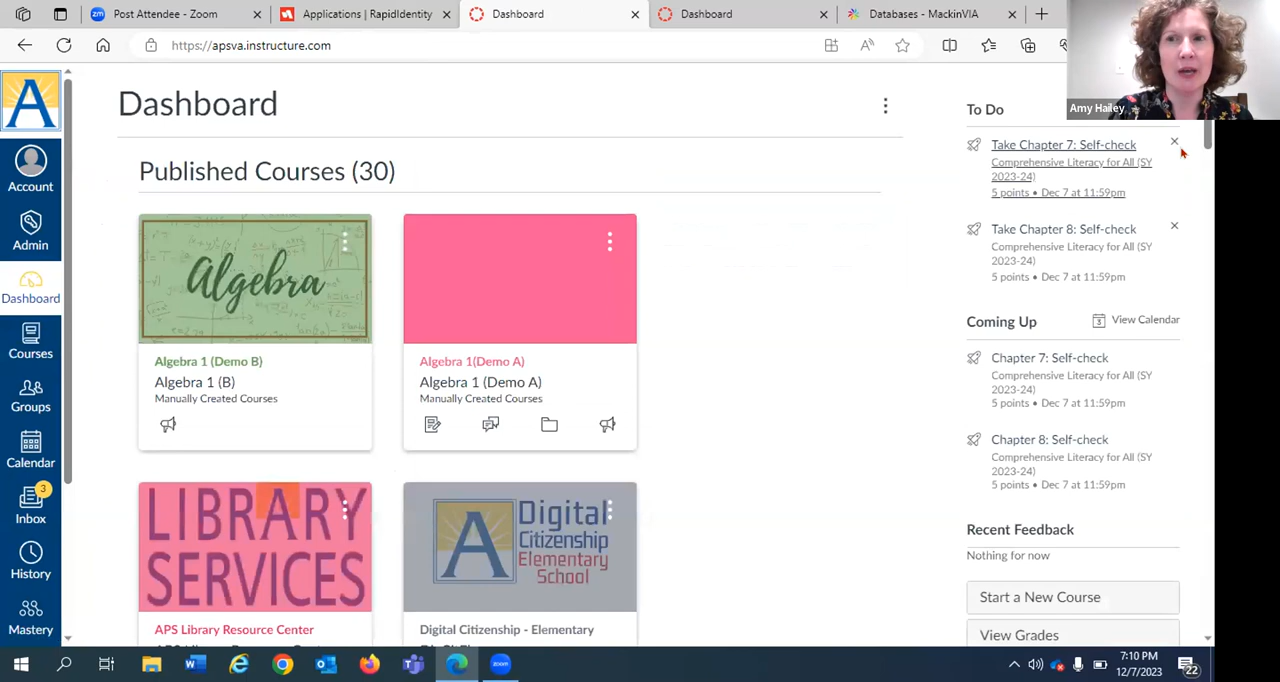 Post Attendee - Zoom
Applications | RapidIdentity
Dashboard
Dashboard
Databases - MackinVIA
https://apsva.instructure.com
Amy Hailey
Account
Admin
Dashboard
Courses
Groups
Calendar
3
Inbox
History
Mastery
Dashboard
Published Courses (30)
Algebra
Algebra 1 (Demo B)
Algebra 1 (B)
Manually Created Courses
Algebra 1(Demo A)
Algebra 1 (Demo A)
Manually Created Courses
LIBRARY
SERVICES
APS Library Resource Center
A Digital
Citizenship
Elementary
School
Digital Citizenship - Elementary
To Do
Take Chapter 7: Self-check
Comprehensive Literacy for All (SY
2023-24)
5 points • Dec 7 at 11:59pm
Take Chapter 8: Self-check
Comprehensive Literacy for All (SY
2023-24)
5 points • Dec 7 at 11:59pm
Coming Up
3 View Calendar
Chapter 7: Self-check
Comprehensive Literacy for All (SY
2023-24)
5 points • Dec 7 at 11:59pm
Chapter 8: Self-check
Comprehensive Literacy for All (SY
2023-24)
5 points • Dec 7 at 11:59pm
Recent Feedback
Nothing for now
Start a New Course
View Grades
zoom
7:10 PM
12/7/2023
22